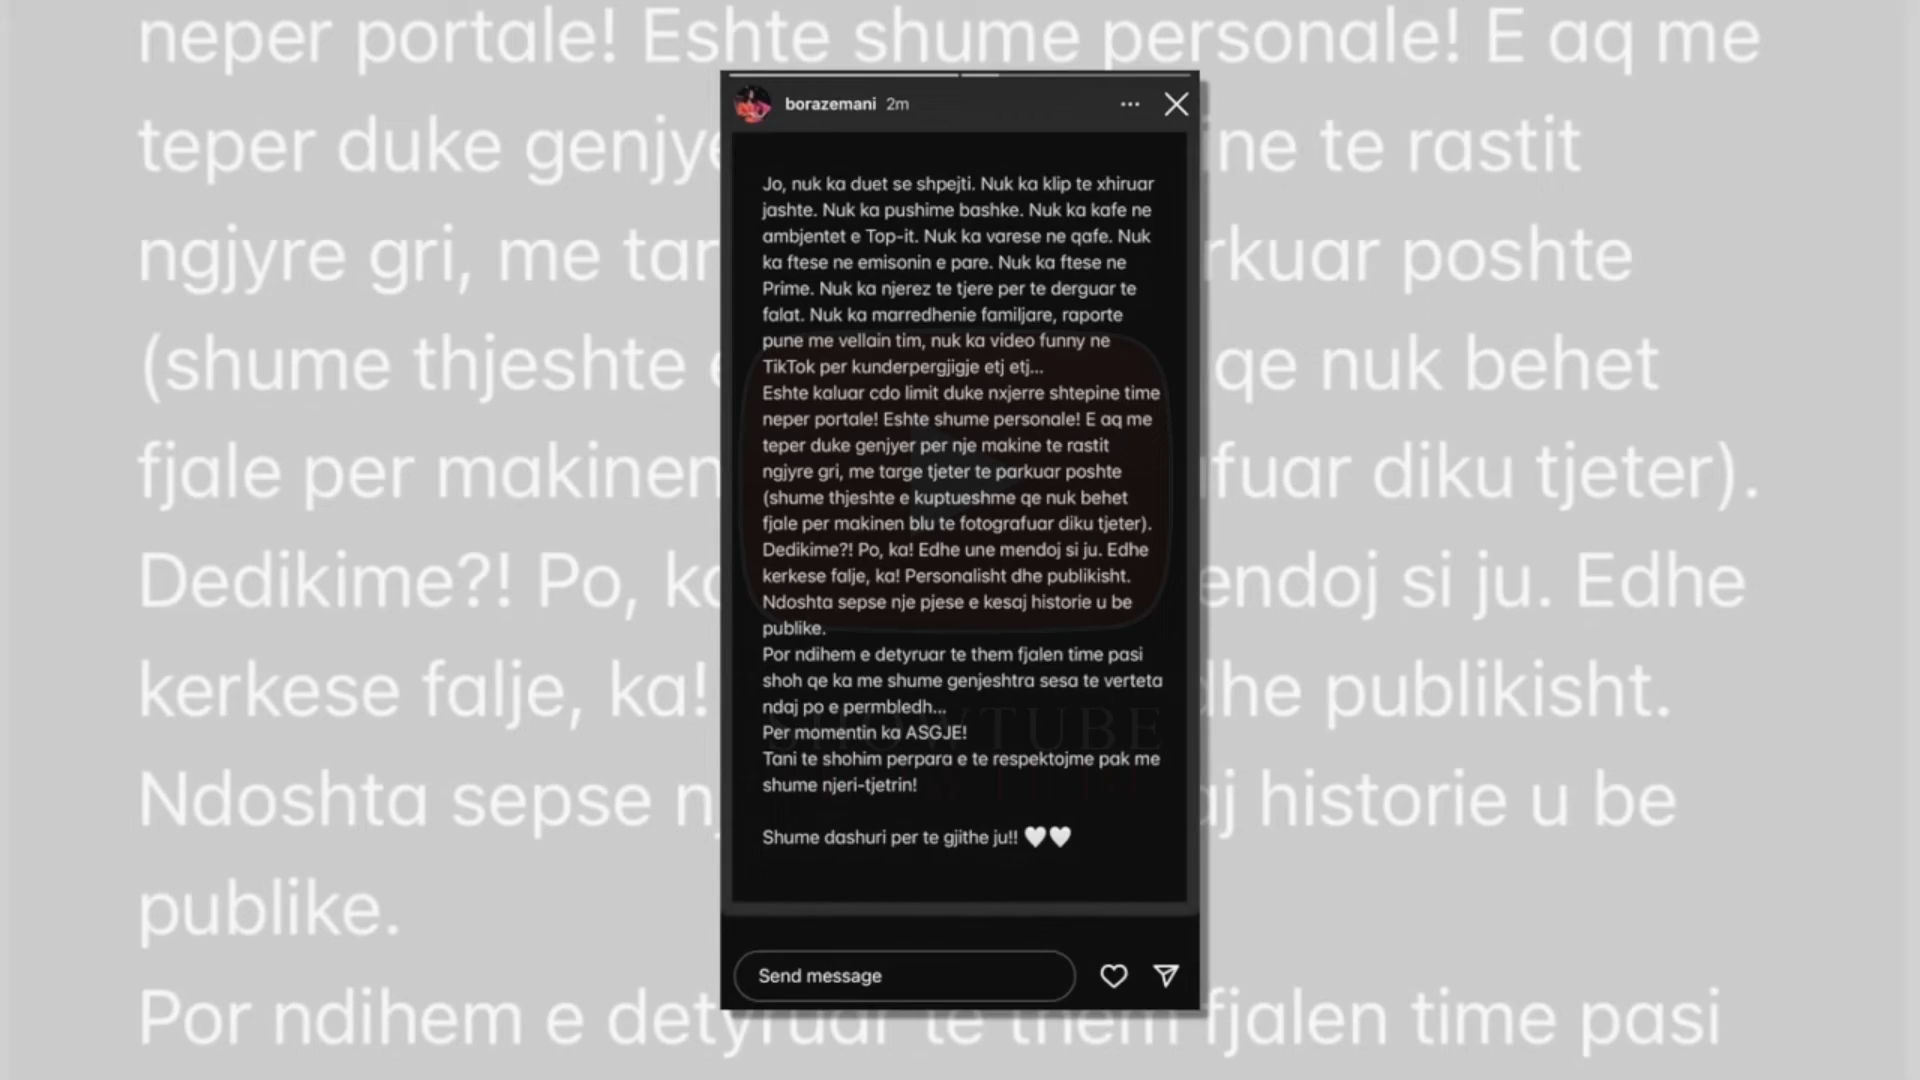 neper portale! Eshte shume personale! E aq me
teper duke genjye ine te rastit
ngjyre gri, me tar rkuar poshte
(shume thjeshte e qe nuk behet
fjale per makinen fuar diku tjeter).
Dedikime?! Po, ka endoj si ju. Edhe
kerkese falje, ka! dhe publikisht.
Ndoshta sepse nj aj historie u be
publike.
Por ndihem e detyruar te them fjalen time pasi
borazemani 2m
Jo, nuk ka duet se shpejti. Nuk ka klip te xhiruar
jashte. Nuk ka pushime bashke. Nuk ka kafe ne
ambjentet e Top-it. Nuk ka varese ne qafe. Nuk
ka ftese ne emisonin e pare. Nuk ka ftese ne
Prime. Nuk ka njerez te tjere per te derguar te
falat. Nuk ka marredhenie familjare, raporte
pune me vellain tim, nuk ka video funny ne
TikTok per kunderpergjigje etj etj...
Eshte kaluar cdo limit duke nxjerre shtepine time
neper portale! Eshte shume personale! E aq me
teper duke genjyer per nje makine te rastit
ngjyre gri, me targe tjeter te parkuar poshte
(shume thjeshte e kuptueshme qe nuk behet
fjale per makinen blu te fotografuar diku tjeter).
Dedikime?! Po, ka! Edhe une mendoj si ju. Edhe
kerkese falje, ka! Personalisht dhe publikisht.
Ndoshta sepse nje pjese e kesaj historie u be
publike.
Por ndihem e detyruar te them fjalen time pasi
shoh qe ka me shume genjeshtra sesa te verteta
ndaj po e permbledh...
SHOWTUBE
Per momentin ka ASGJE!
Tani te shohim perpara e te respektojme pak me
shume njeri-tjetrin!
Shume dashuri per te gjithe ju!! 🤍🤍
Send message